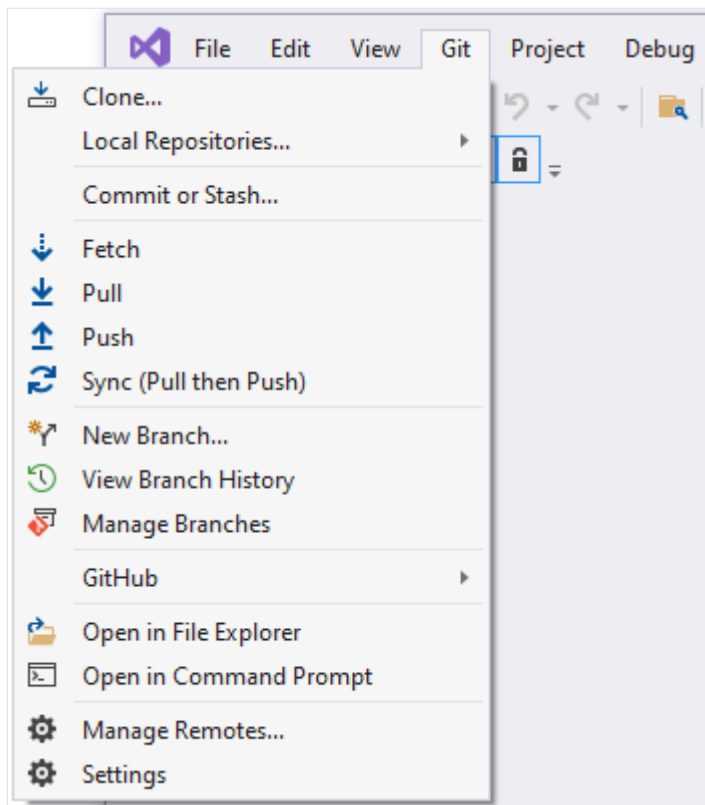 File Edit View Git Project Debug
Clone...
Local Repositories...
Commit or Stash...
Fetch
Pull
Push
Sync (Pull then Push)
New Branch...
View Branch History
Manage Branches
GitHub
Open in File Explorer
Open in Command Prompt
Manage Remotes...
Settings